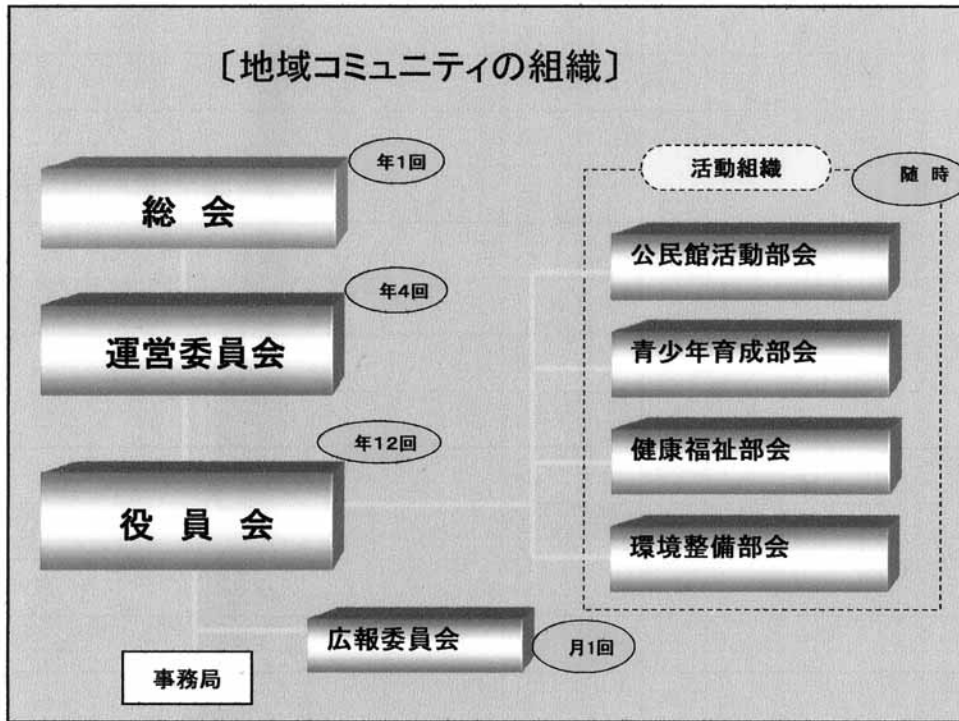 〔地域コミュニティの組織〕
年1回
総 会
年4回
運営委員会
年12回
役 員 会
広報委員会
月1回
事務局
活動組織
随 時
公民館活動部会
青少年育成部会
健康福祉部会
環境整備部会